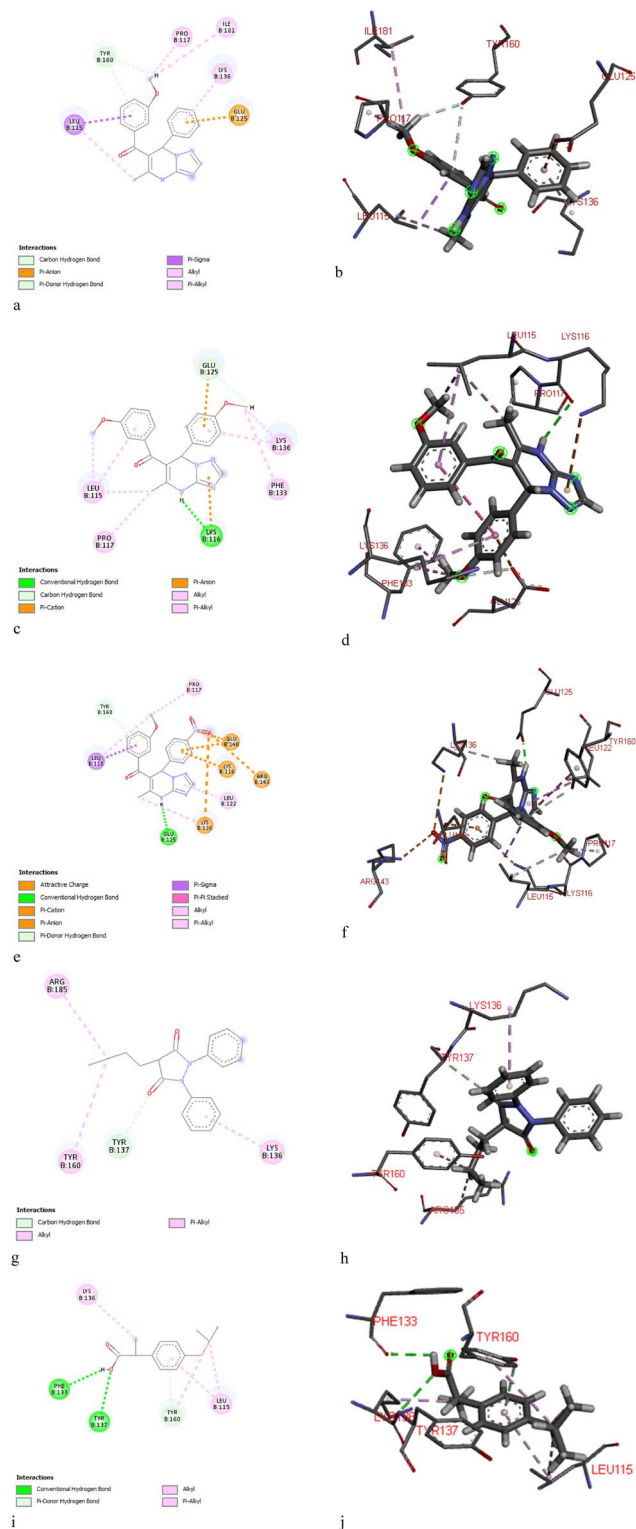 PRO
B:117
ILE
B:181
TYR
B:160
LYS
B:136
LEU
B:115
GLU
B:125
H
O
O
N
N
N
N
Interactions
Carbon Hydrogen Bond
Pi-Anion
Pi-Donor Hydrogen Bond
Pi-Sigma
Alkyl
Pi-Alkyl
a
ILE181
TYR160
GLU125
PRO117
LEU115
LYS136
b
GLU
B:125
H
O
O
O
LYS
B:136
LEU
B:115
PHE
B:133
N
N
N
N
H
PRO
B:117
LYS
B:116
Interactions
Conventional Hydrogen Bond
Carbon Hydrogen Bond
Pi-Cation
Pi-Anion
Alkyl
Pi-Alkyl
c
LEU115
LYS116
PRO117
LYS136
PHE133
d
PRO
B:117
TYR
B:160
GLU
B:140
LEU
B:115
LYS
B:116
ARG
B:143
LEU
B:122
LYS
B:136
GLU
B:125
Interactions
Attractive Charge
Conventional Hydrogen Bond
Pi-Cation
Pi-Anion
Pi-Donor Hydrogen Bond
Pi-Sigma
Pi-Pi Stacked
Alkyl
Pi-Alkyl
e
GLU125
TYR160
LEU122
PRO117
LYS116
LEU115
ARG143
f
ARG
B:185
O
N
N
O
TYR
B:137
TYR
B:160
LYS
B:136
Interactions
Carbon Hydrogen Bond
Alkyl
Pi-Alkyl
g
LYS136
TYR137
TYR160
h
LYS
B:136
O
H
O
PHE
B:133
TYR
B:137
TYR
B:160
LEU
B:115
Interactions
Conventional Hydrogen Bond
Pi-Donor Hydrogen Bond
Alkyl
Pi-Alkyl
i
PHE133
TYR160
LYS136
TYR137
LEU115
j